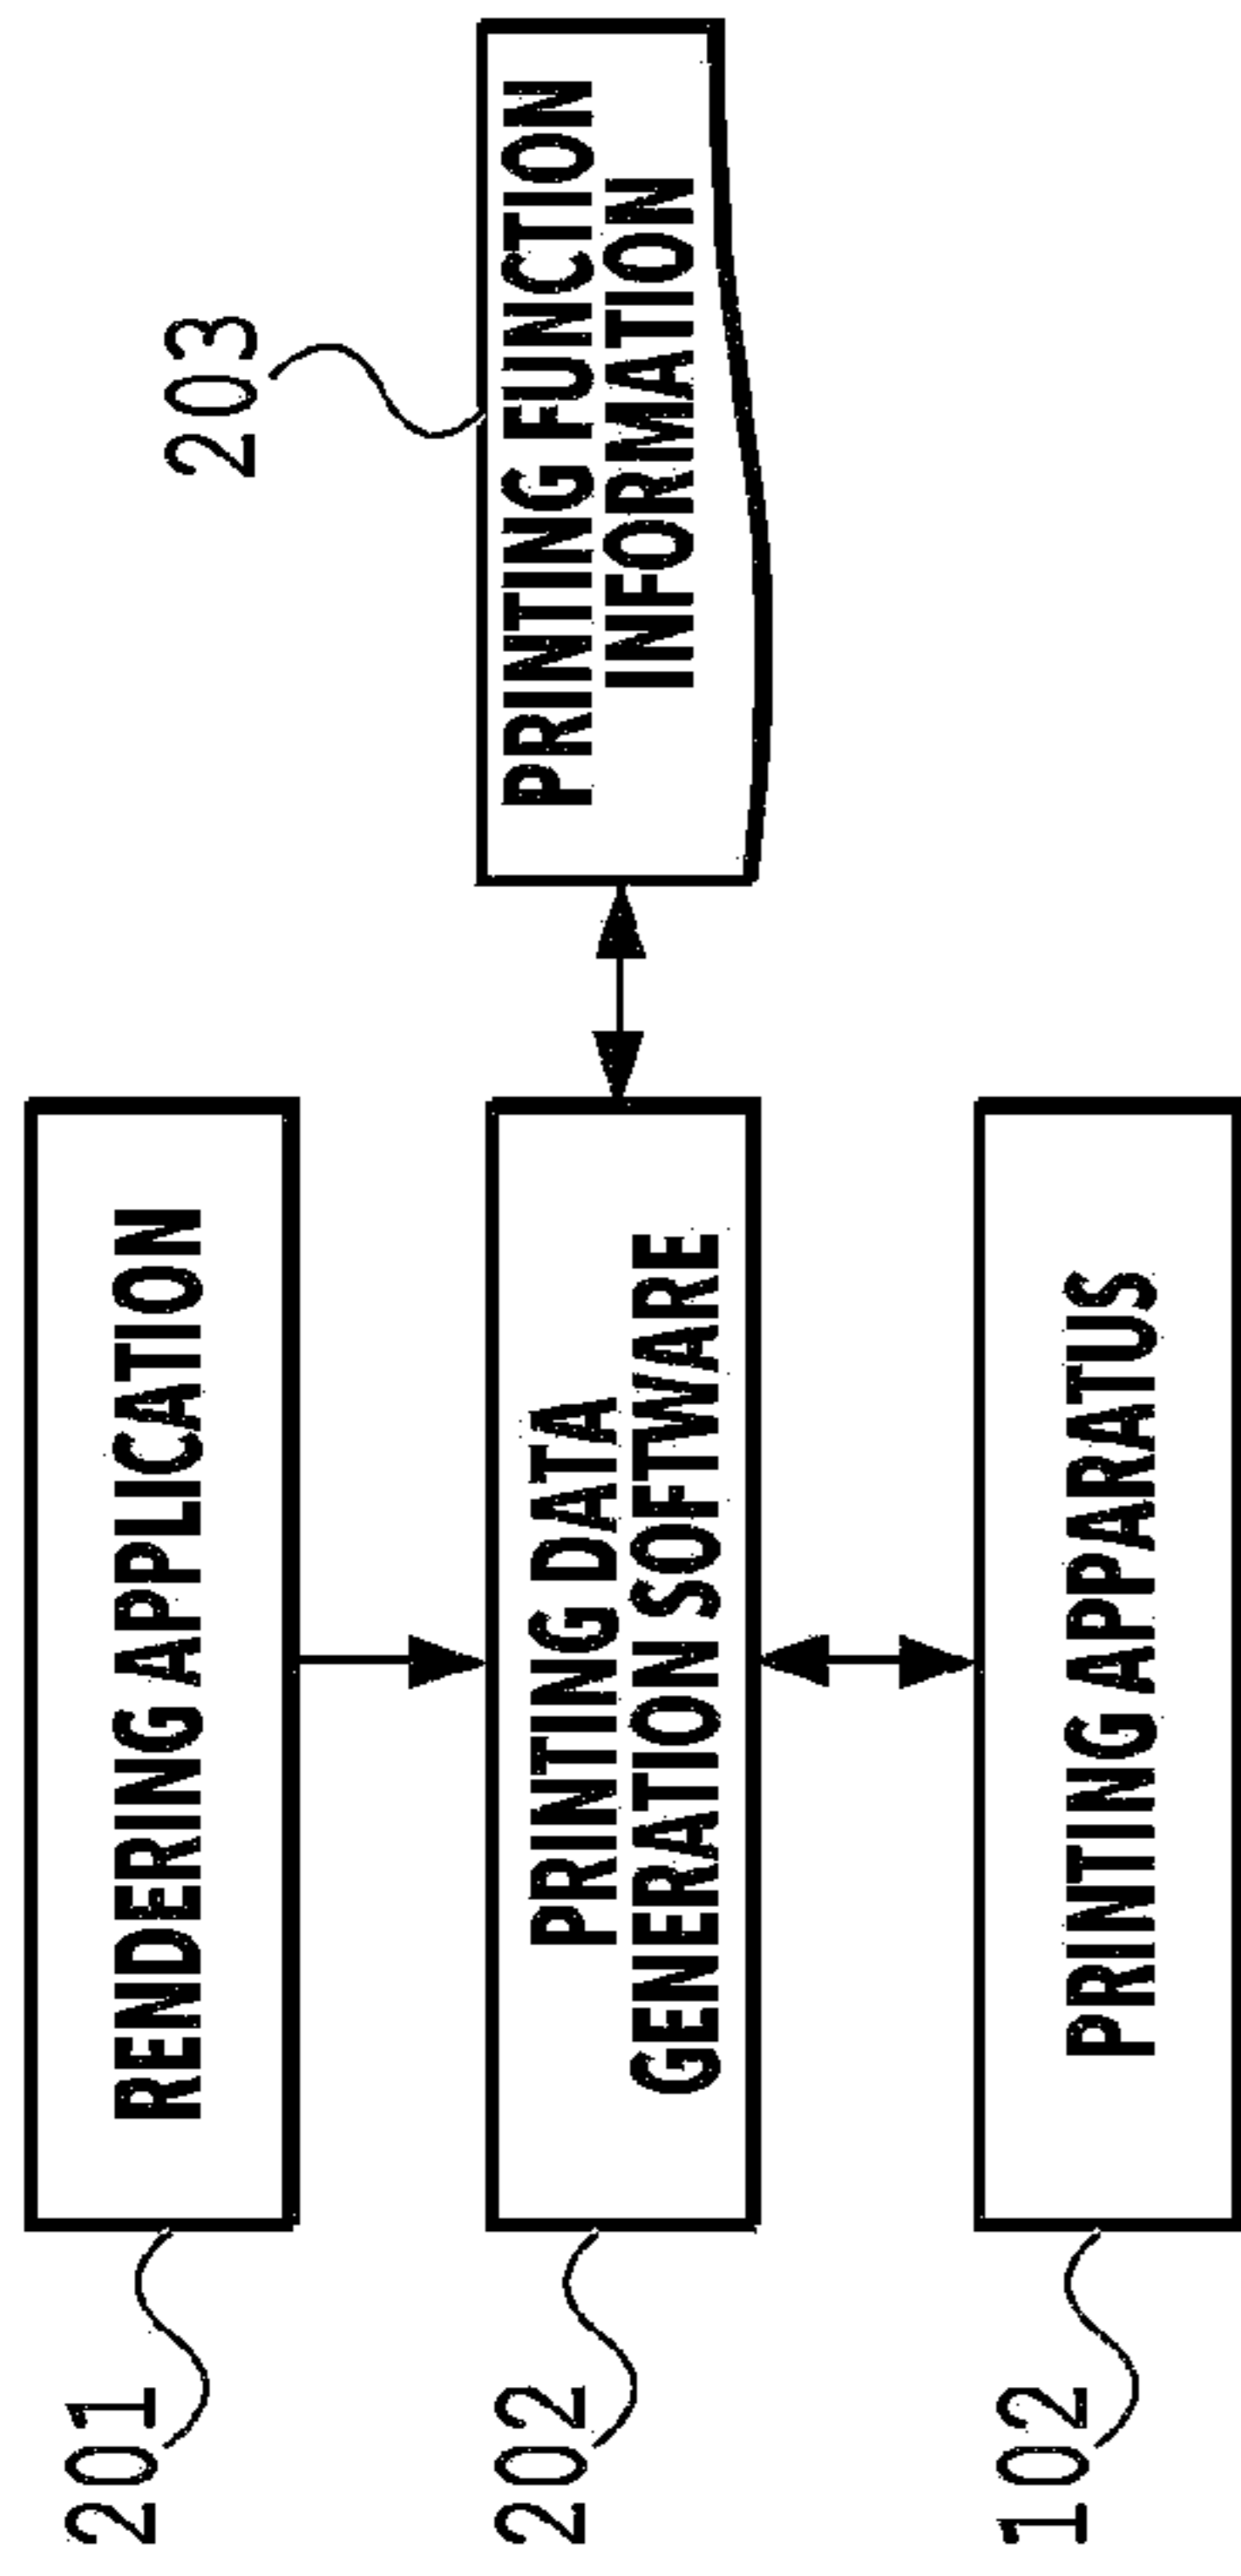 201
RENDERING APPLICATION
203
202
PRINTING DATA
GENERATION SOFTWARE
PRINTING FUNCTION
INFORMATION
102
PRINTING APPARATUS